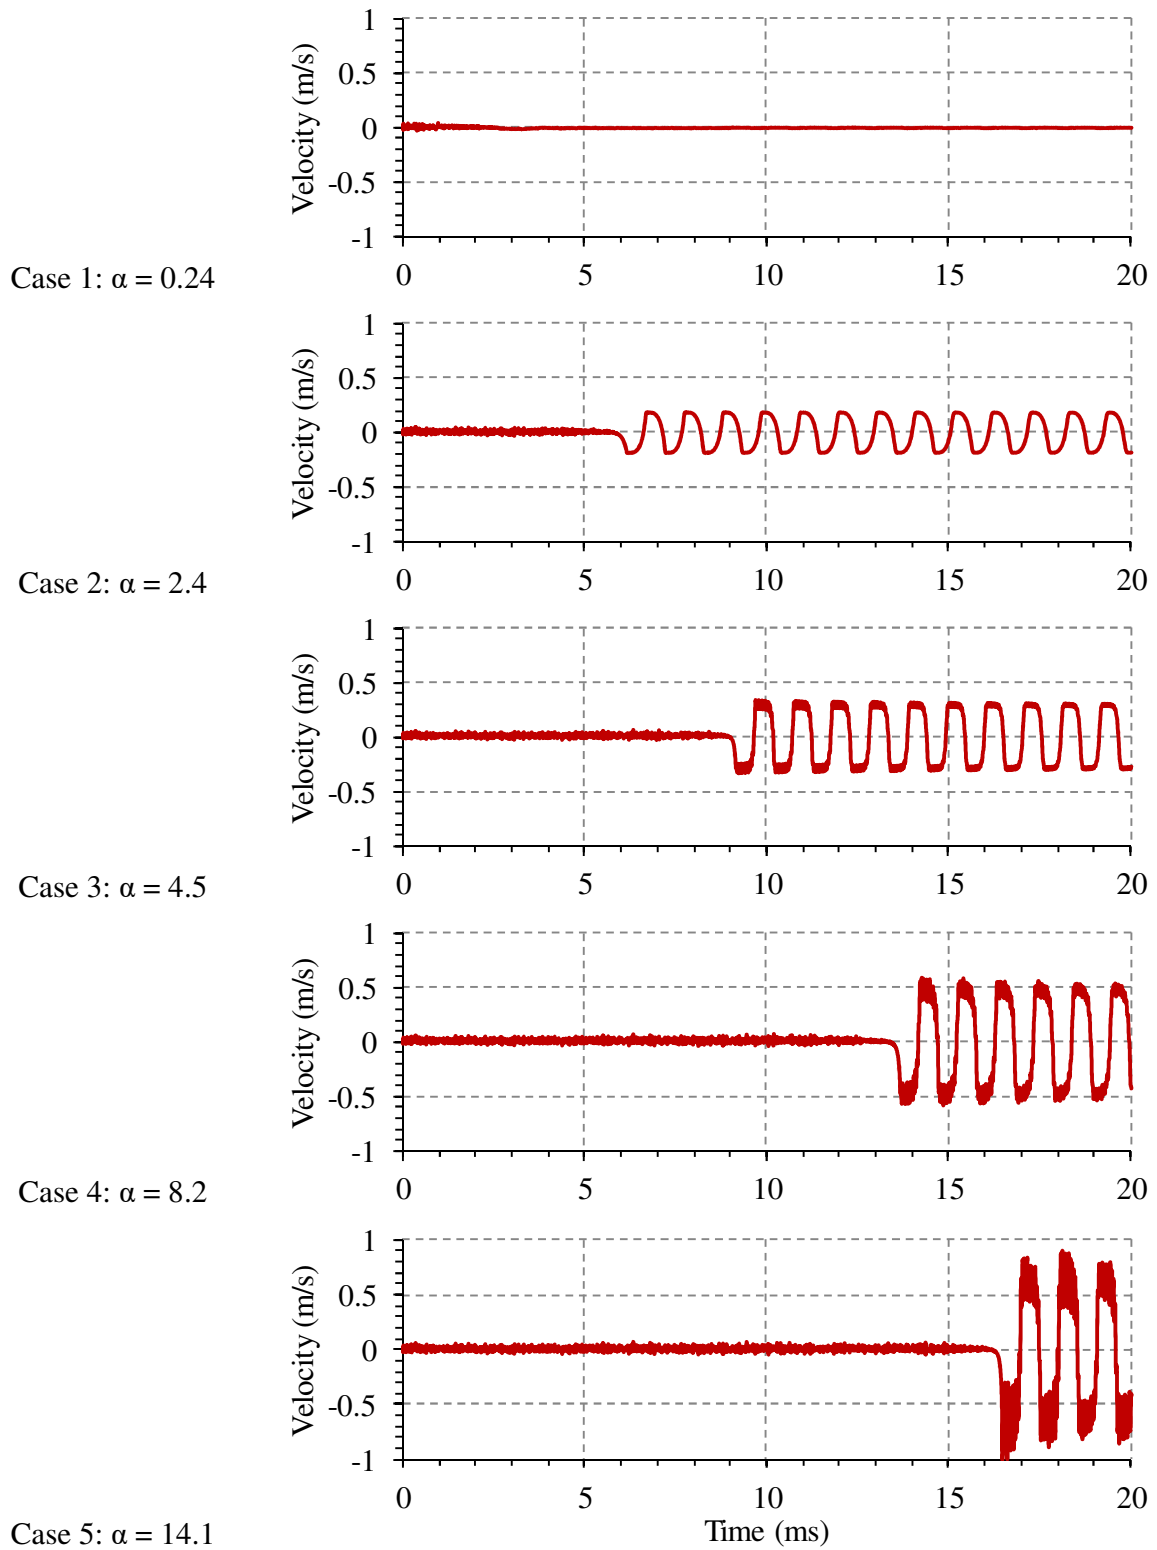 1
0.5
0
-0.5
-1
Velocity (m/s)
0 5 10 15 20
Case 1: α = 0.24
1
0.5
0
-0.5
-1
Velocity (m/s)
0 5 10 15 20
Case 2: α = 2.4
1
0.5
0
-0.5
-1
Velocity (m/s)
0 5 10 15 20
Case 3: α = 4.5
1
0.5
0
-0.5
-1
Velocity (m/s)
0 5 10 15 20
Case 4: α = 8.2
1
0.5
0
-0.5
-1
Velocity (m/s)
0 5 10 15 20
Time (ms)
Case 5: α = 14.1